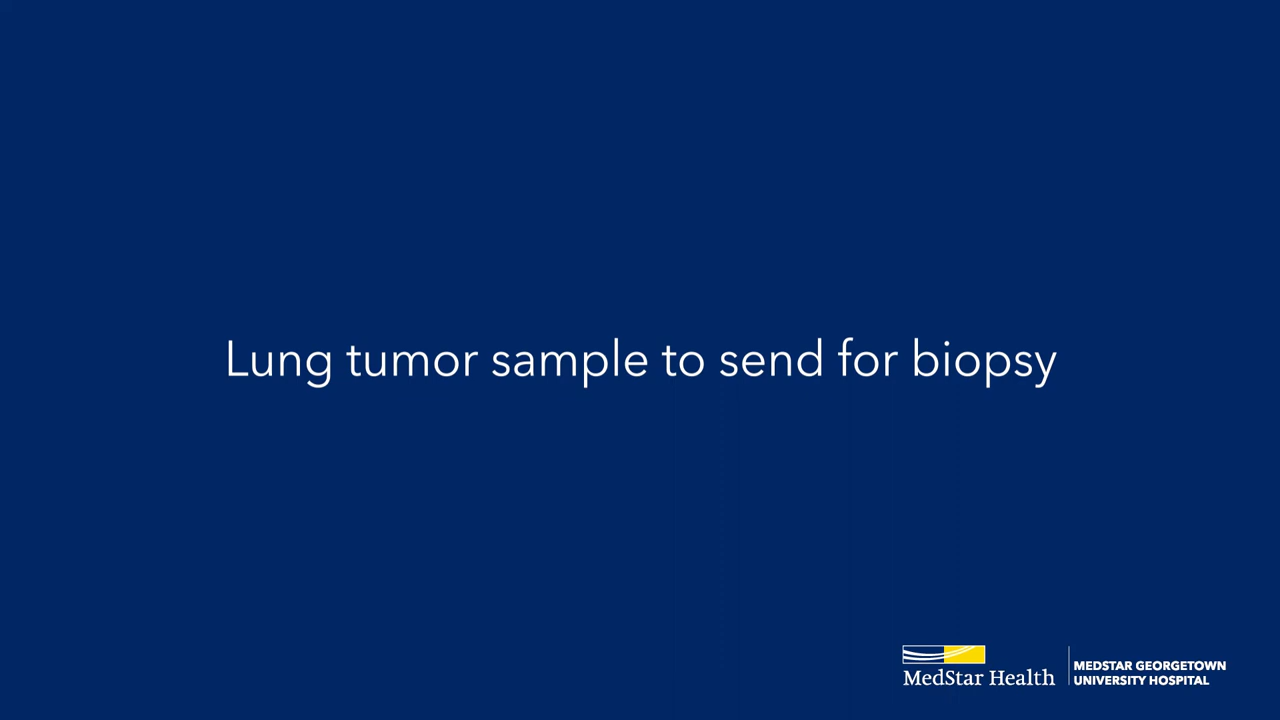 Lung tumor sample to send for biopsy
MedStar Health
MEDSTAR GEORGETOWN
UNIVERSITY HOSPITAL